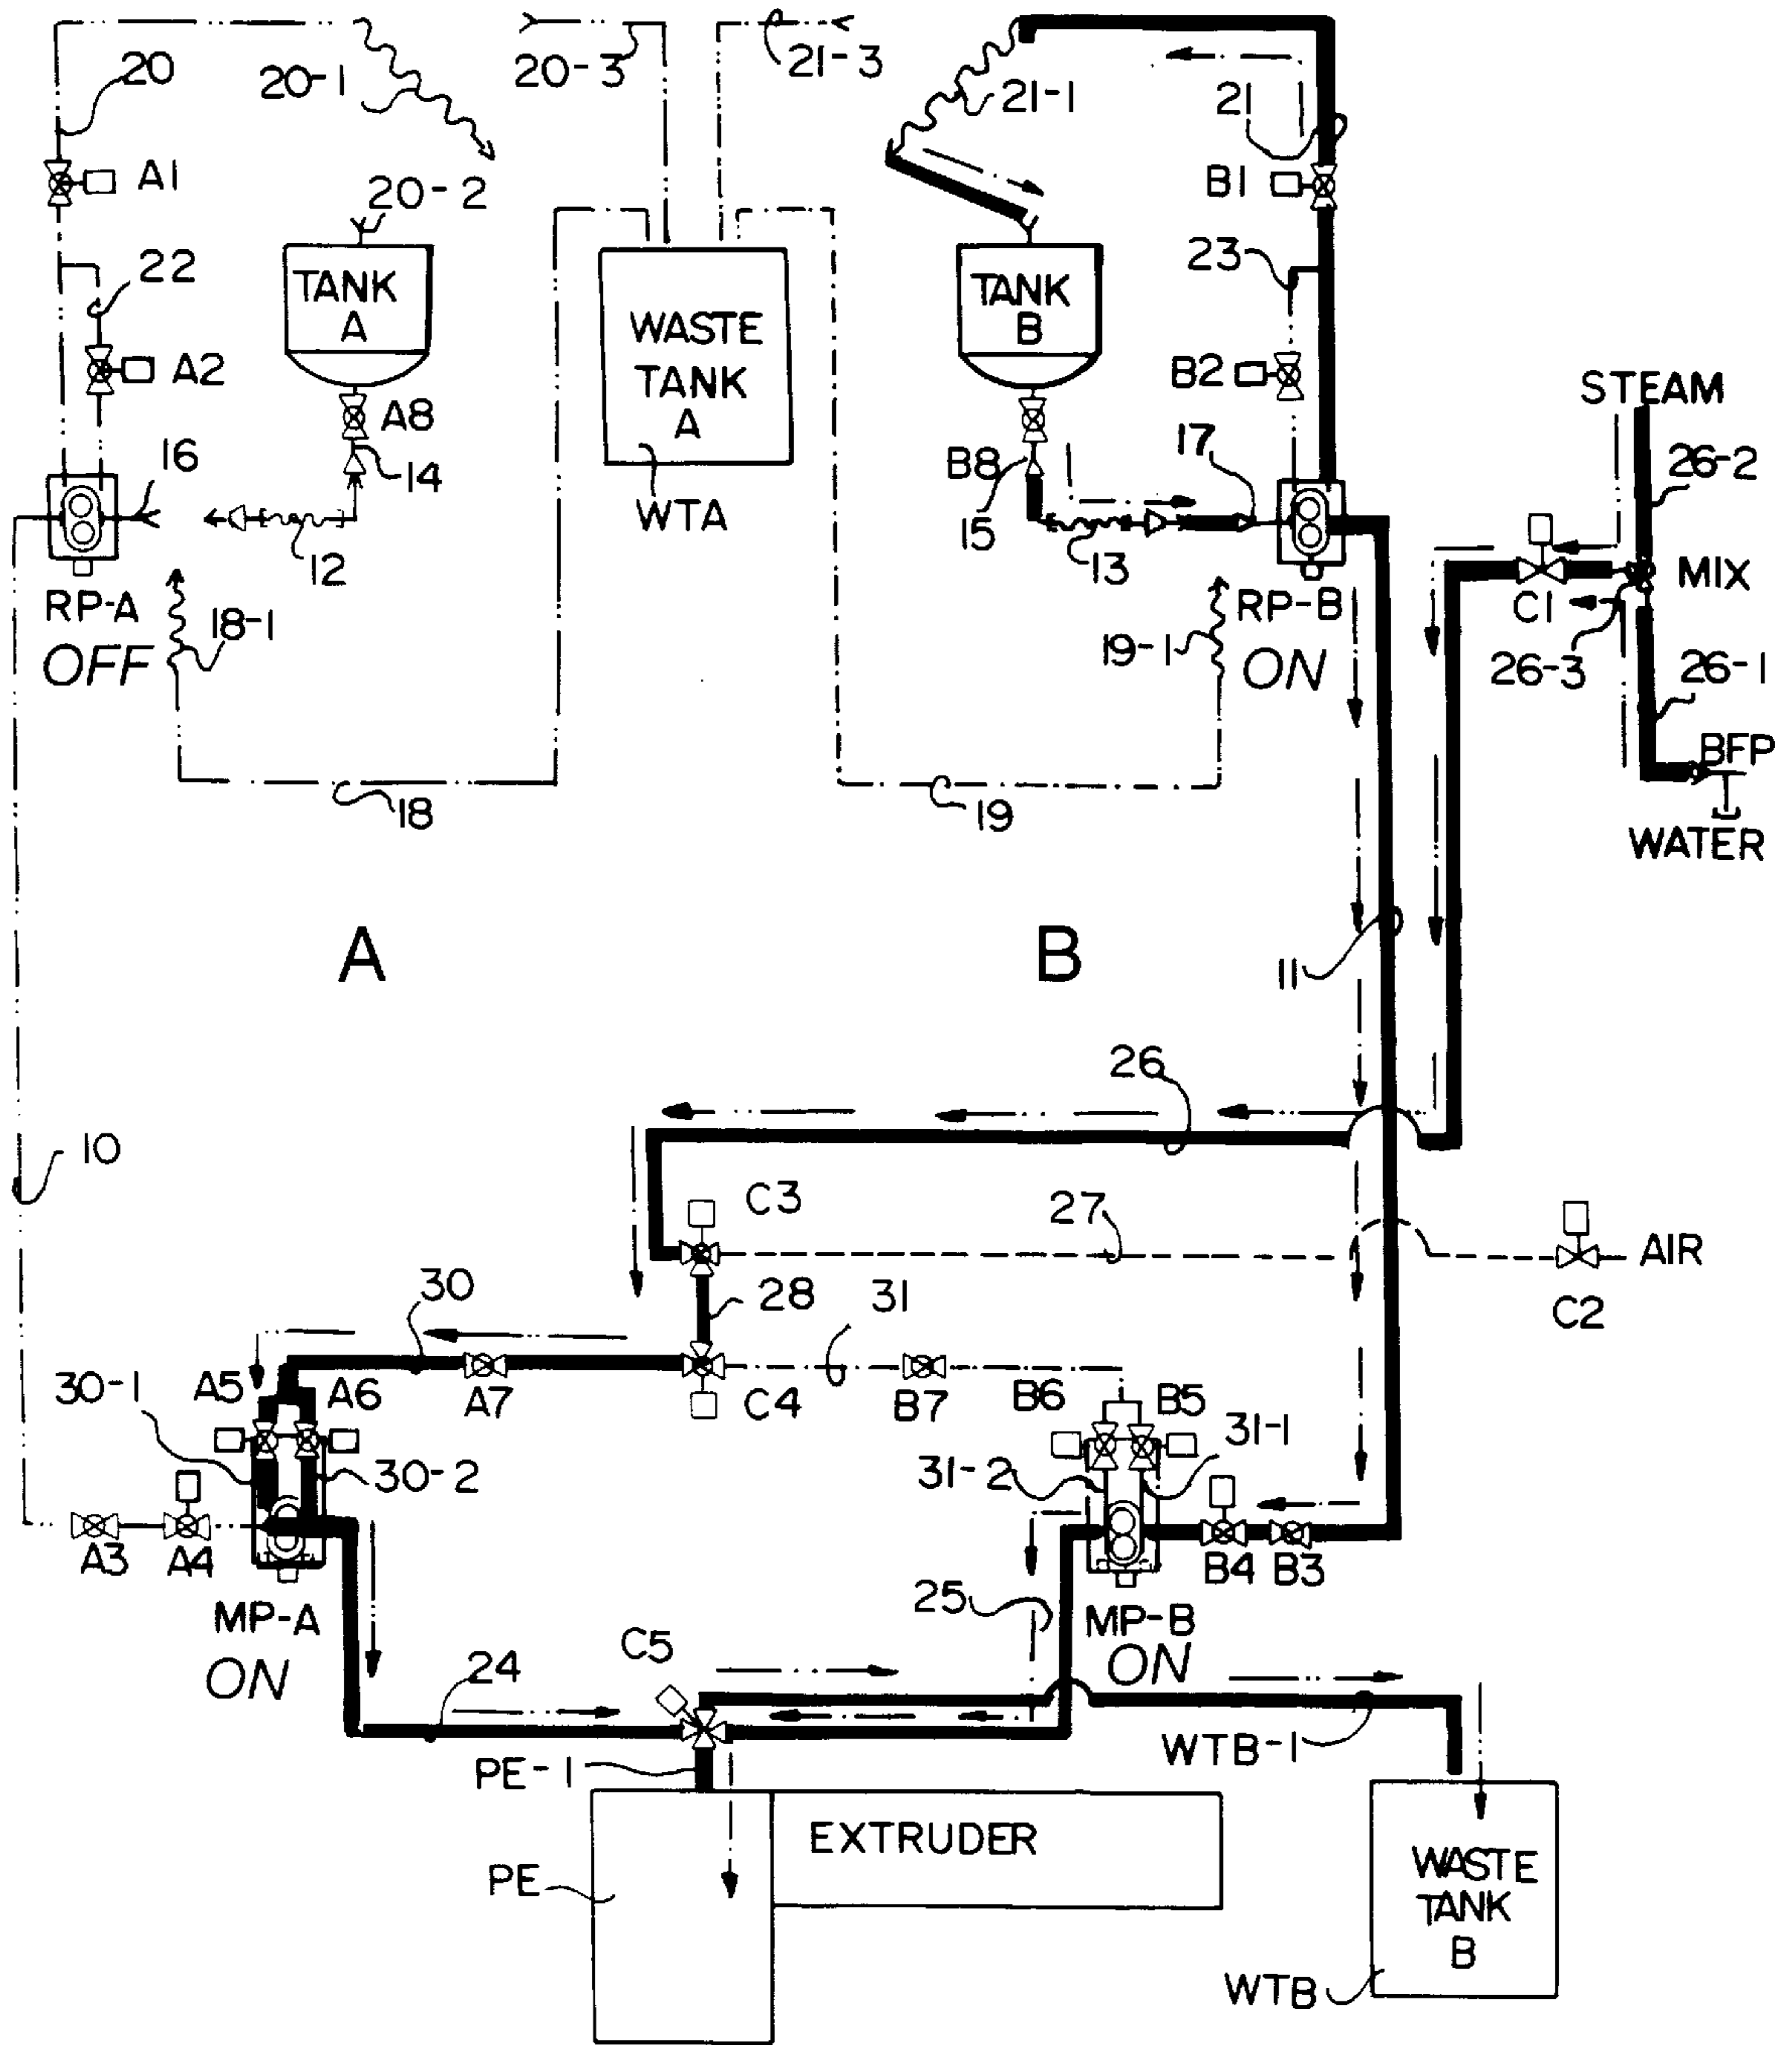 20
20-1
20-3
21-3
21-1
21
A1
20-2
B1
22
TANK
A
WASTE
TANK
A
TANK
B
23
A2
A8
B2
STEAM
16
14
WTA
B8
17
26-2
15
12
13
C1
MIX
RP-A
OFF
18-1
19-1
RP-B
ON
26-3
26-1
BFP
18
19
WATER
A
B
11
26
10
C3
27
AIR
28
31
30
C2
30-1
A5
A6
A7
C4
B7
B6
B5
31-1
30-2
31-2
A3
A4
B4
B3
MP-A
ON
25
MP-B
ON
C5
24
WTB-1
PE-1
EXTRUDER
PE
WASTE
TANK
B
WTB